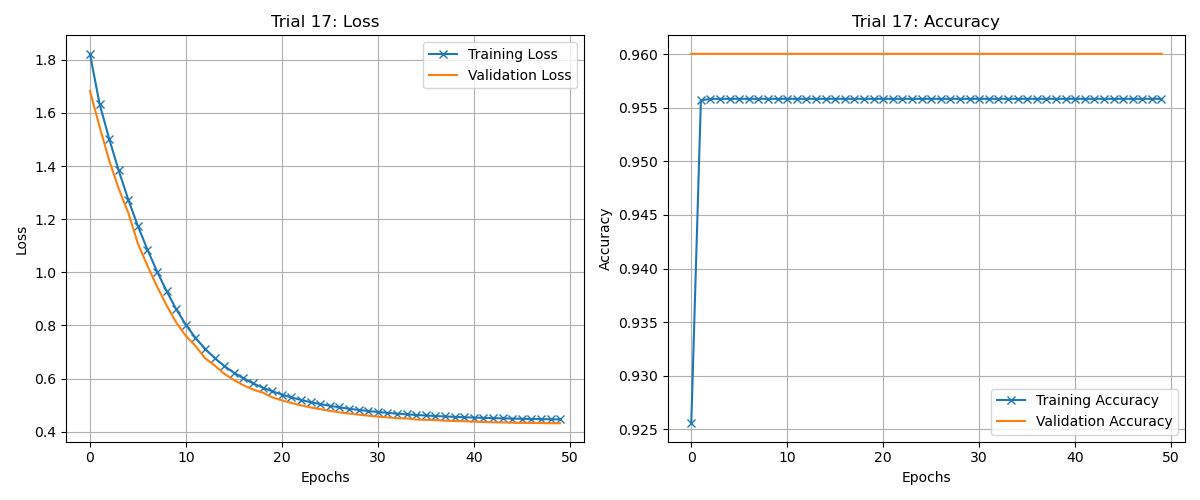 Trial 17: Loss
1.8
1.6
1.4
1.2
1.0
0.8
0.6
0.4
Loss
0
10
20
30
40
50
Epochs
Training Loss
Validation Loss
Trial 17: Accuracy
0.960
0.955
0.950
0.945
0.940
0.935
0.930
0.925
Accuracy
0
10
20
30
40
50
Epochs
Training Accuracy
Validation Accuracy